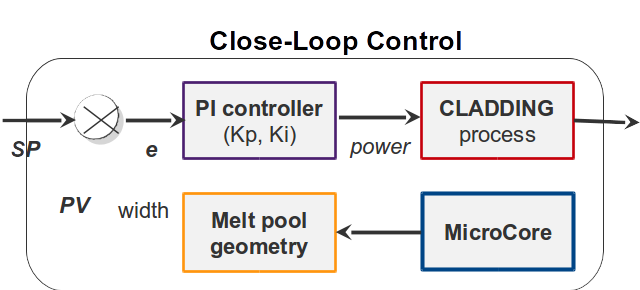 Close-Loop Control
SP
e
PI controller
(Kp, Ki)
power
CLADDING
process
PV
width
Melt pool
geometry
MicroCore